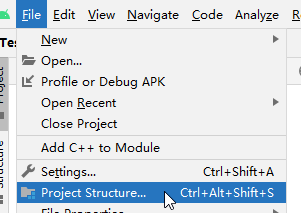 File Edit View Navigate Code Analyze
Te
New
Open...
Profile or Debug APK
Open Recent
Close Project
Add C++ to Module
Settings... Ctrl+Shift+A
Project Structure... Ctrl+Alt+Shift+S
File Properties
Project
Structure